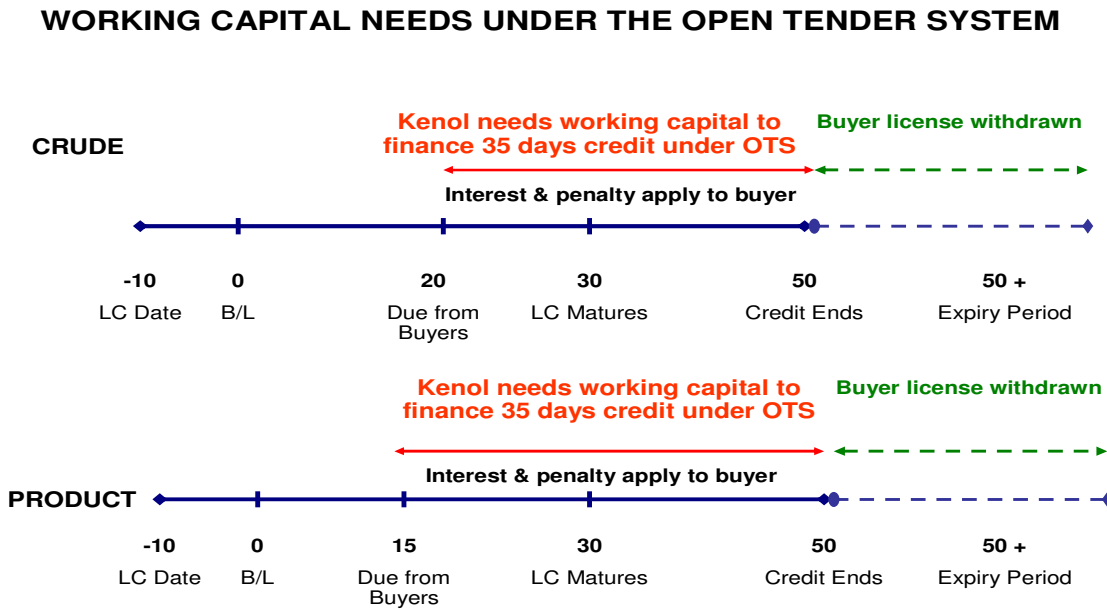 WORKING CAPITAL NEEDS UNDER THE OPEN TENDER SYSTEM
CRUDE
Kenol needs working capital to
finance 35 days credit under OTS
Buyer license withdrawn
Interest & penalty apply to buyer
-10
0
20
30
50
50 +
LC Date
B/L
Due from
Buyers
LC Matures
Credit Ends
Expiry Period
Kenol needs working capital to
finance 35 days credit under OTS
Buyer license withdrawn
Interest & penalty apply to buyer
PRODUCT
-10
0
15
30
50
50 +
LC Date
B/L
Due from
Buyers
LC Matures
Credit Ends
Expiry Period